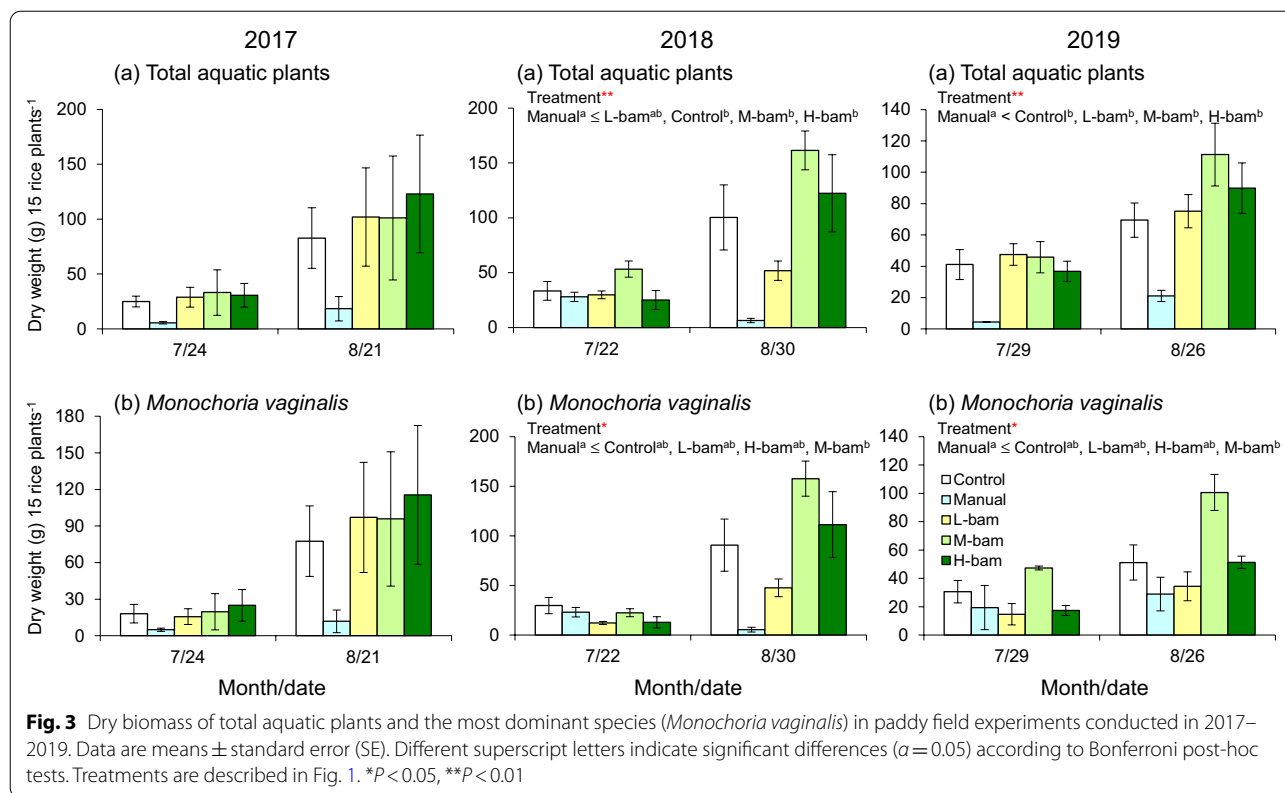 2017
2018
2019
(a) Total aquatic plants
(a) Total aquatic plants
(a) Total aquatic plants
Treatment**
Manualᵃ ≤ L-bamᵃᵇ, Controlᵇ, M-bamᵇ, H-bamᵇ
Treatment**
Manualᵃ < Controlᵇ, L-bamᵇ, M-bamᵇ, H-bamᵇ
Dry weight (g) 15 rice plants⁻¹
200
150
100
50
0
7/24
8/21
200
150
100
50
0
7/22
8/30
140
120
100
80
60
40
20
0
7/29
8/26
(b) Monochoria vaginalis
(b) Monochoria vaginalis
(b) Monochoria vaginalis
Treatment*
Manualᵃ ≤ Controlᵃᵇ, L-bamᵃᵇ, H-bamᵃᵇ, M-bamᵇ
Treatment*
Manualᵃ ≤ Controlᵃᵇ, L-bamᵃᵇ, H-bamᵃᵇ, M-bamᵇ
Dry weight (g) 15 rice plants⁻¹
180
150
120
90
60
30
0
7/24
8/21
200
150
100
50
0
7/22
8/30
140
120
100
80
60
40
20
0
Control
Manual
L-bam
M-bam
H-bam
7/29
8/26
Month/date
Month/date
Month/date
Fig. 3 Dry biomass of total aquatic plants and the most dominant species (Monochoria vaginalis) in paddy field experiments conducted in 2017–
2019. Data are means ± standard error (SE). Different superscript letters indicate significant differences (α = 0.05) according to Bonferroni post-hoc
tests. Treatments are described in Fig. 1. *P < 0.05, **P < 0.01